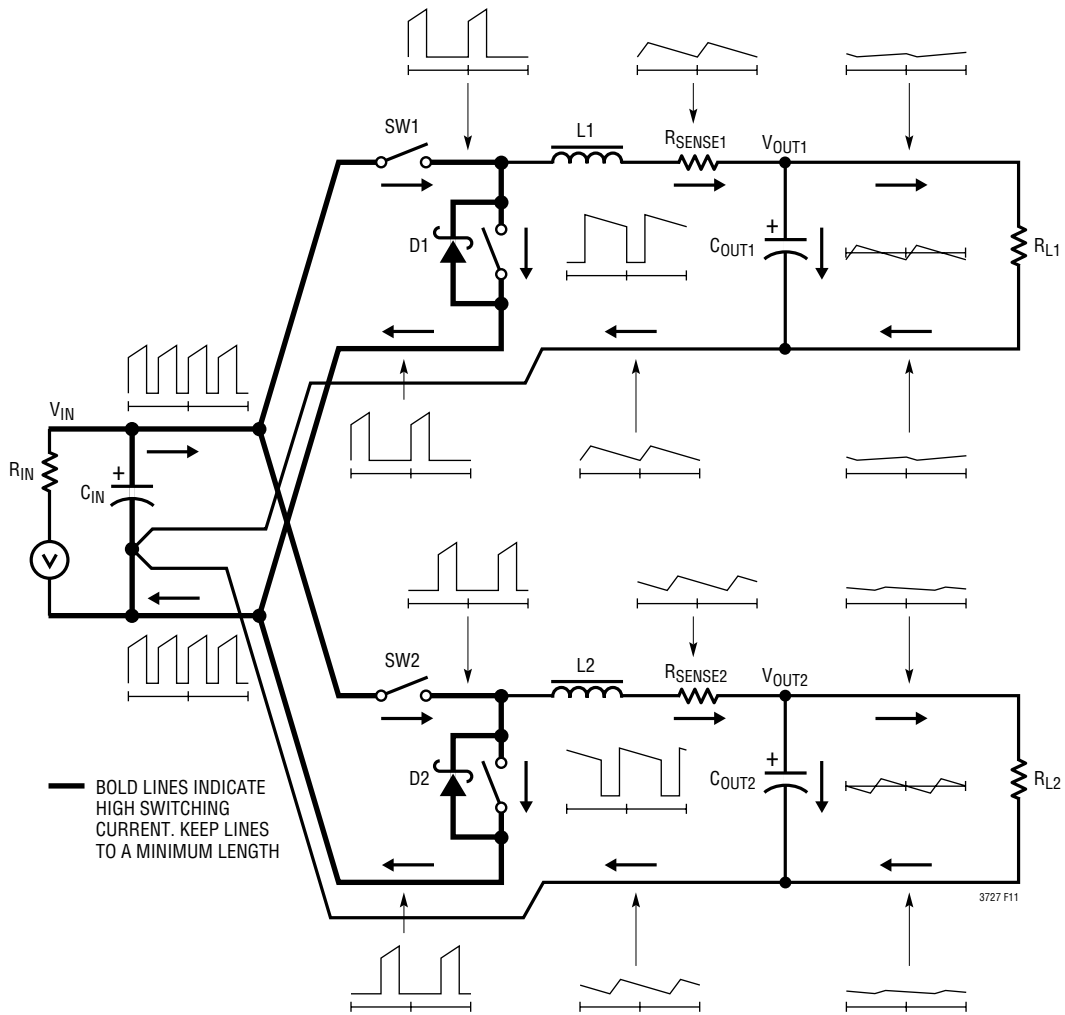 SW1
L1
RSENSE1
VOUT1
D1
COUT1
+
RL1
VIN
RIN
CIN
+
V
SW2
L2
RSENSE2
VOUT2
D2
COUT2
+
RL2
BOLD LINES INDICATE
HIGH SWITCHING
CURRENT. KEEP LINES
TO A MINIMUM LENGTH
3727 F11